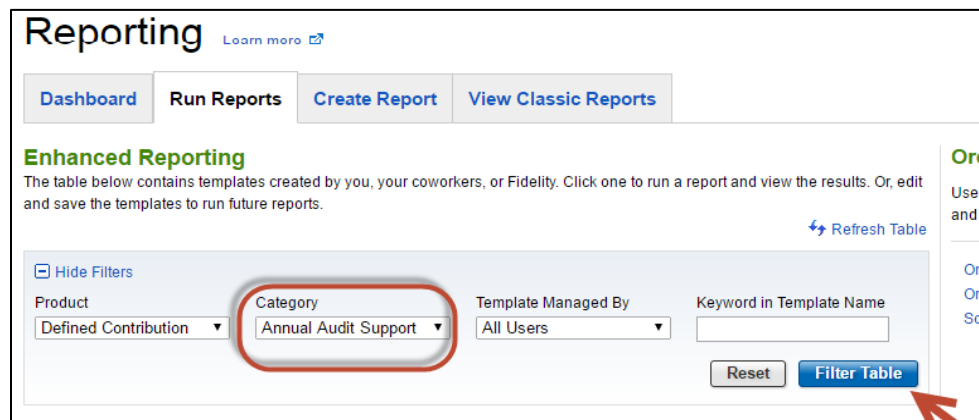 Reporting Learn more
Dashboard Run Reports Create Report View Classic Reports
Enhanced Reporting
The table below contains templates created by you, your coworkers, or Fidelity. Click one to run a report and view the results. Or, edit
and save the templates to run future reports.
Refresh Table
Hide Filters
Product Category Template Managed By Keyword in Template Name
Defined Contribution Annual Audit Support All Users
Reset Filter Table
Use
and